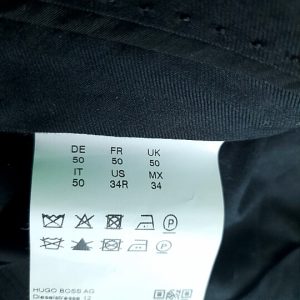 DE FR UK
50 50 50
IT US MX
50 34R 34
HUGO BOSS AG
Dieselstrasse 12